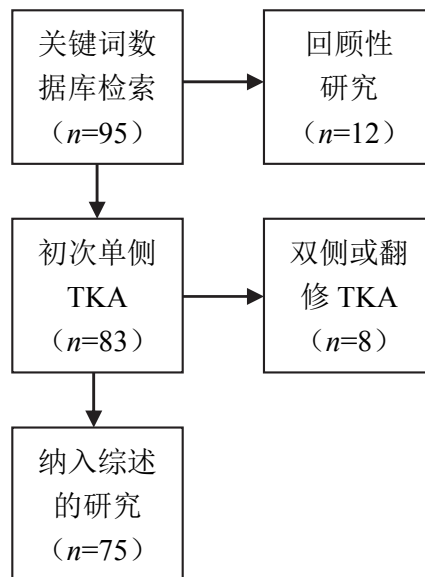 关键词数
据库检索
（n=95）
回顾性
研究
（n=12）
初次单侧
TKA
（n=83）
双侧或翻
修 TKA
（n=8）
纳入综述
的研究
（n=75）